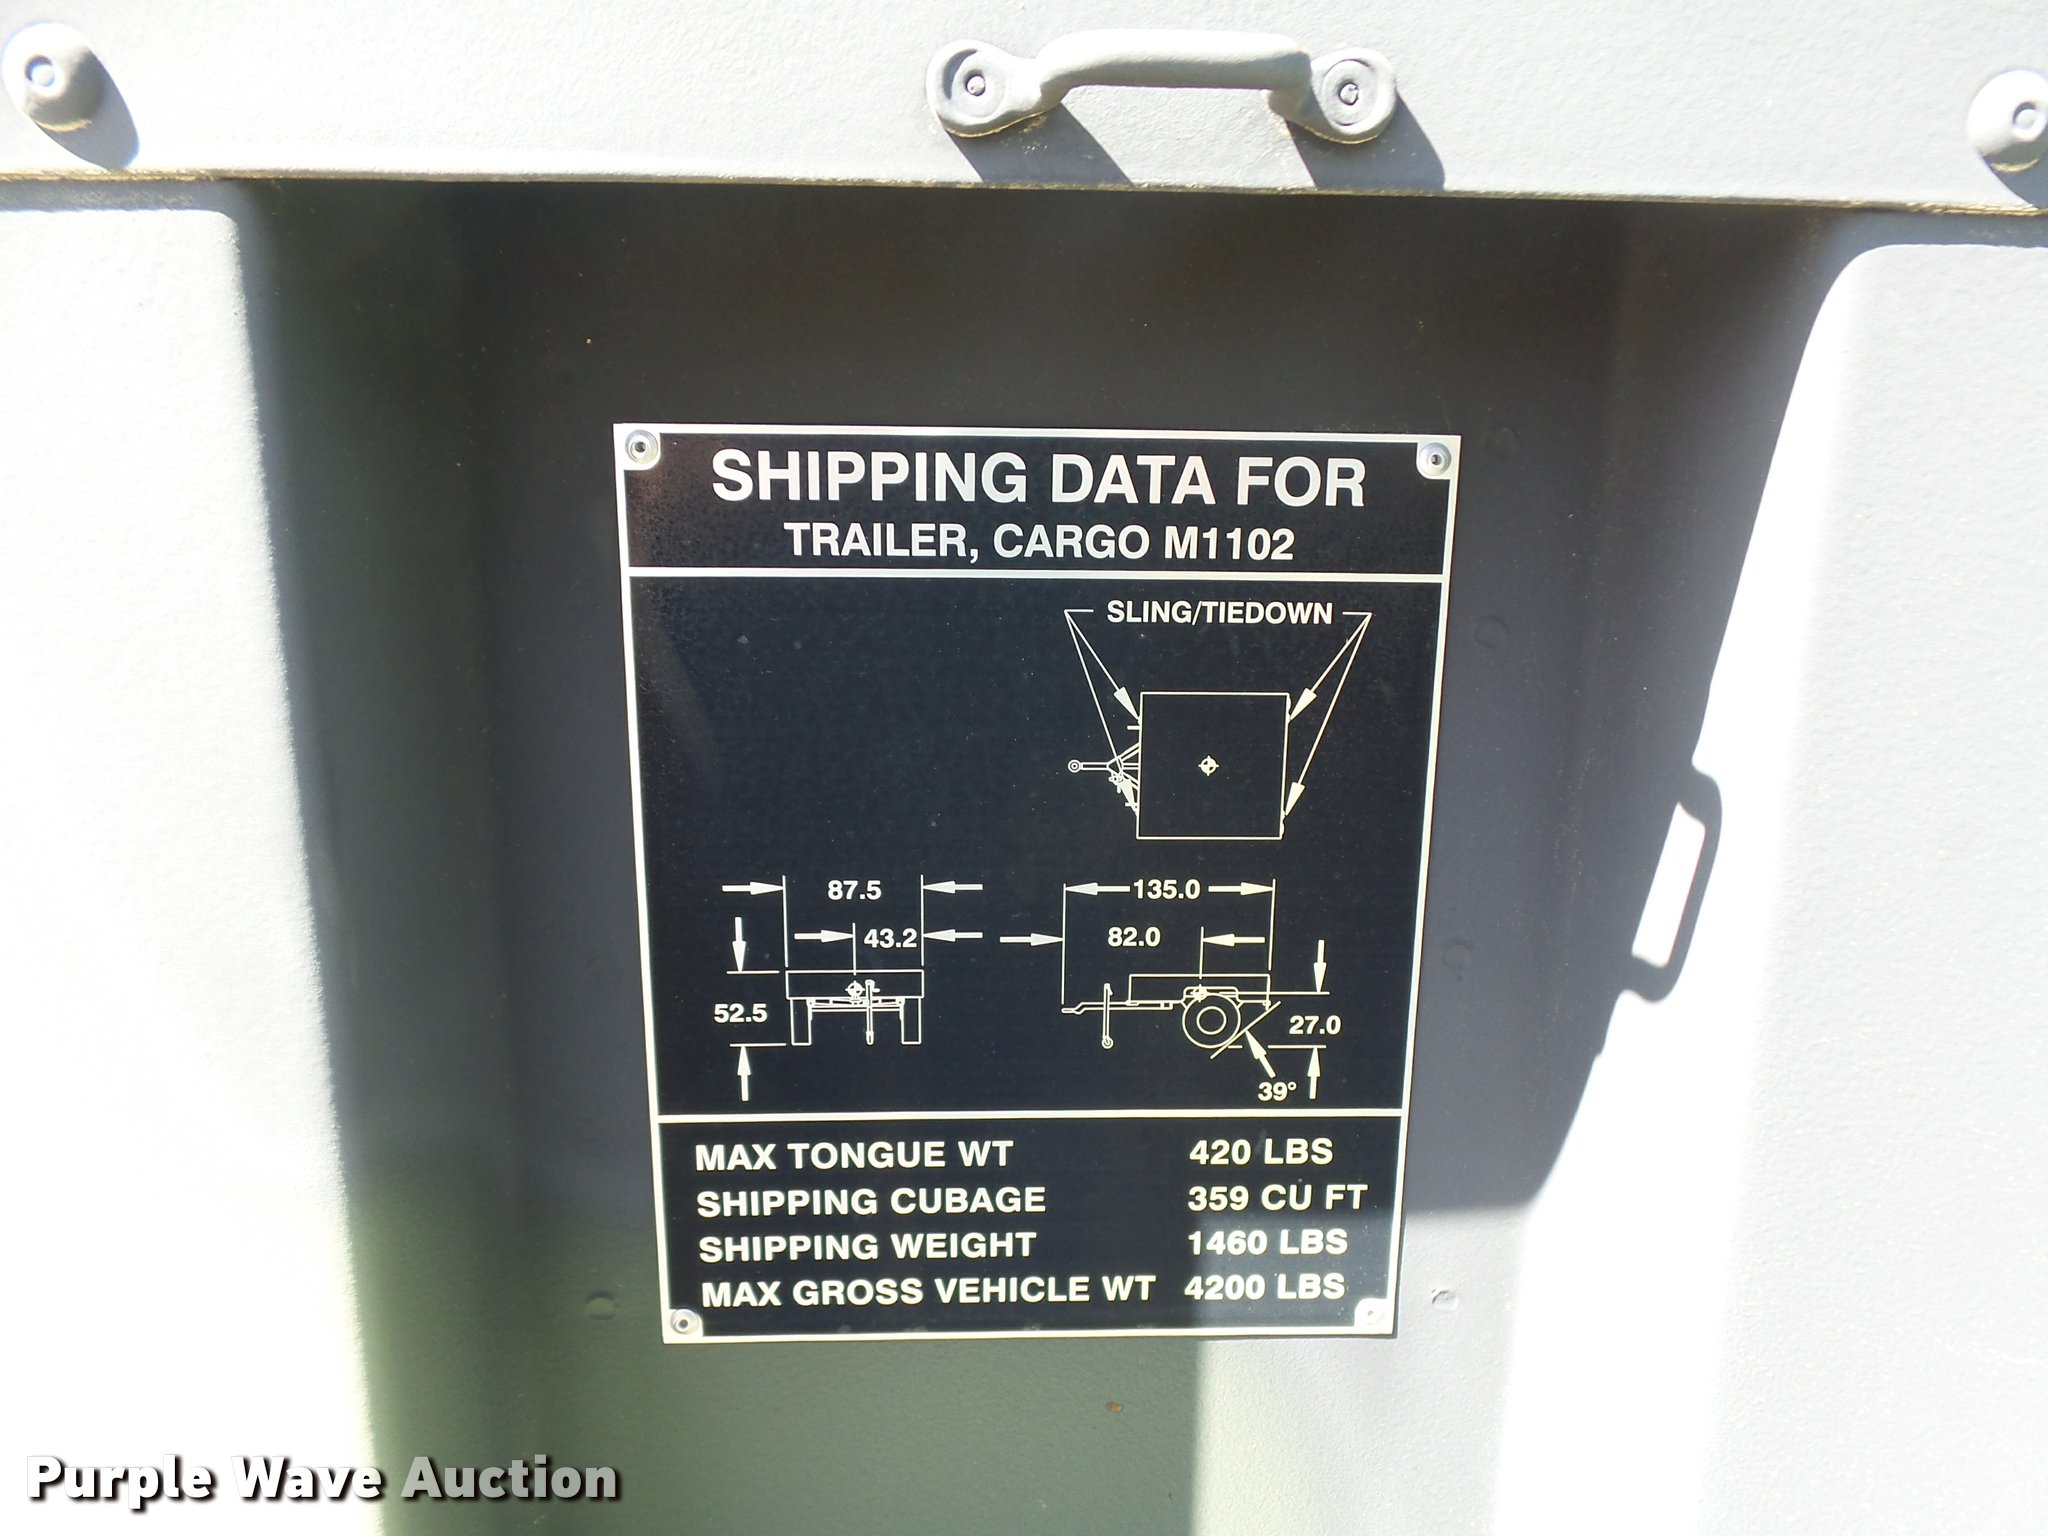 SHIPPING DATA FOR
TRAILER, CARGO M1102
SLING/TIEDOWN
87.5
135.0
43.2
82.0
52.5
27.0
39°
MAX TONGUE WT 420 LBS
SHIPPING CUBAGE 359 CU FT
SHIPPING WEIGHT 1460 LBS
MAX GROSS VEHICLE WT 4200 LBS
Purple Wave Auction